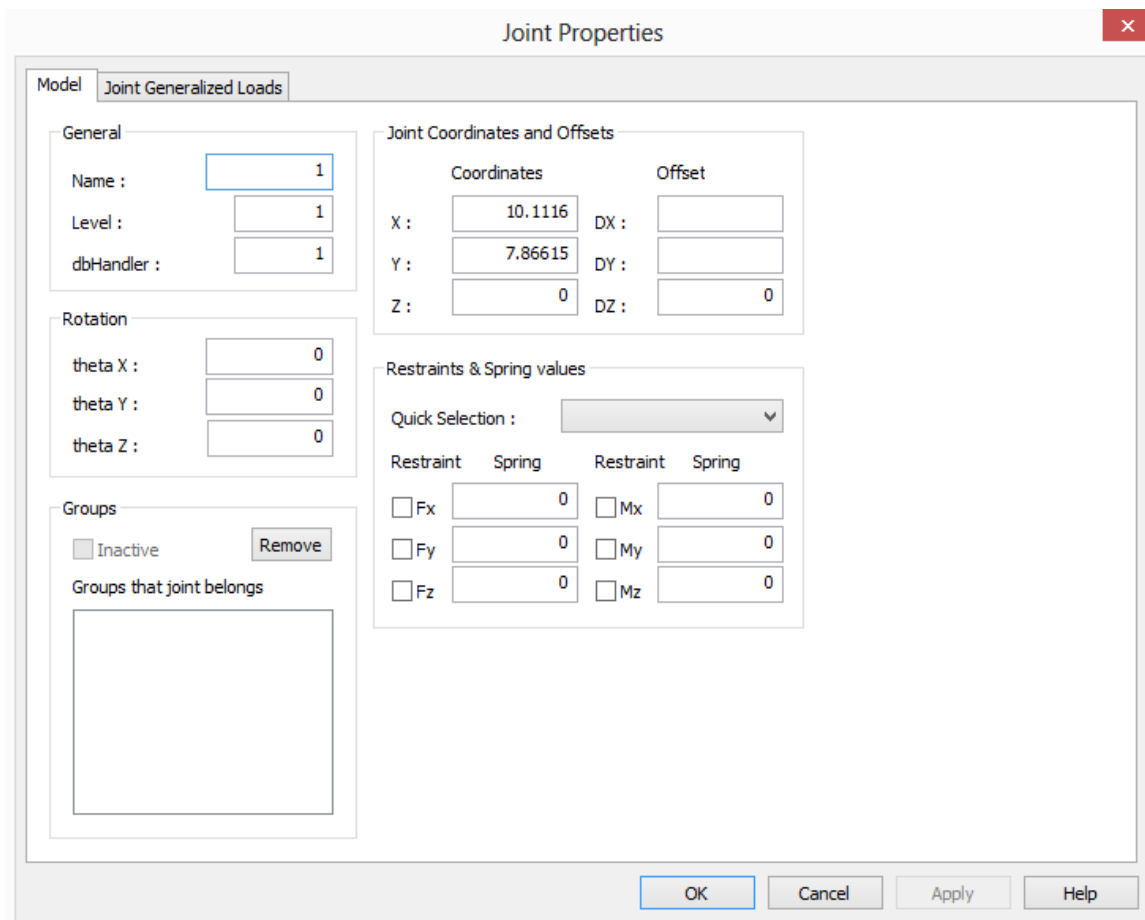 Joint Properties
Model
Joint Generalized Loads
General
Name : 1
Level : 1
dbHandler : 1
Rotation
theta X : 0
theta Y : 0
theta Z : 0
Groups
Inactive
Remove
Groups that joint belongs
Joint Coordinates and Offsets
Coordinates Offset
X : 10.1116 DX :
Y : 7.86615 DY :
Z : 0 DZ : 0
Restraints & Spring values
Quick Selection :
Restraint Spring Restraint Spring
Fx 0 Mx 0
Fy 0 My 0
Fz 0 Mz 0
OK
Cancel
Apply
Help